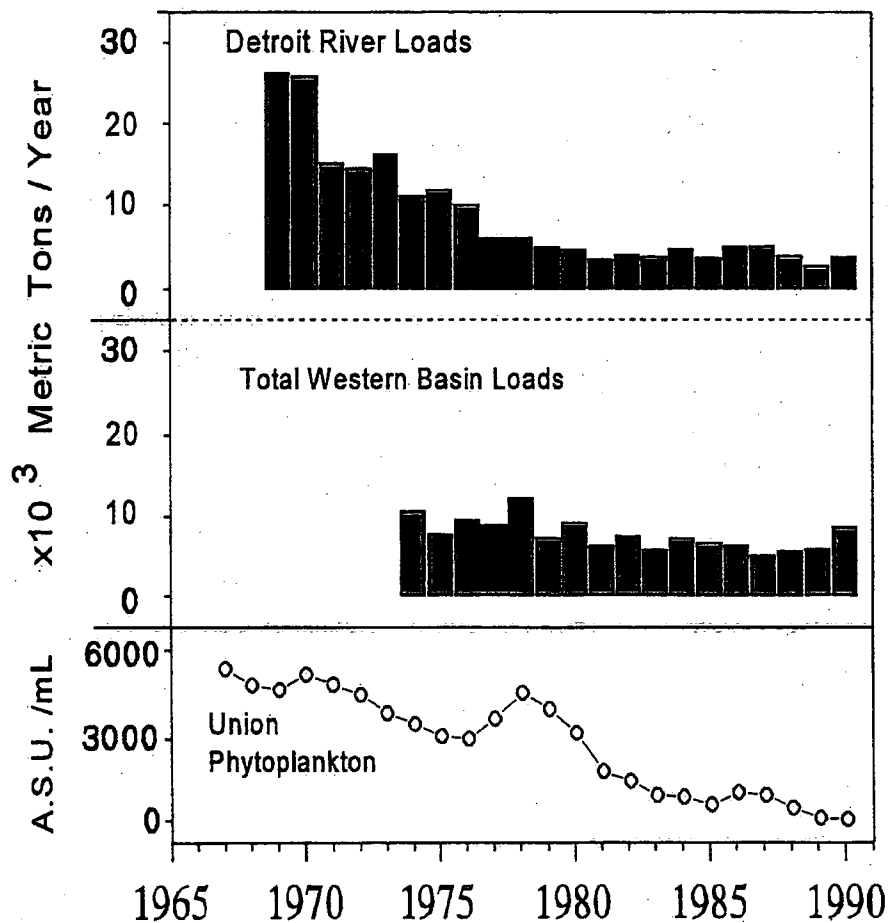 x10 3 Metric Tons / Year
30
Detroit River Loads
20
10
0
30
Total Western Basin Loads
20
10
0
A.S.U. /mL
6000
Union
3000
Phytoplankton
0
1965 1970 1975 1980 1985 1990